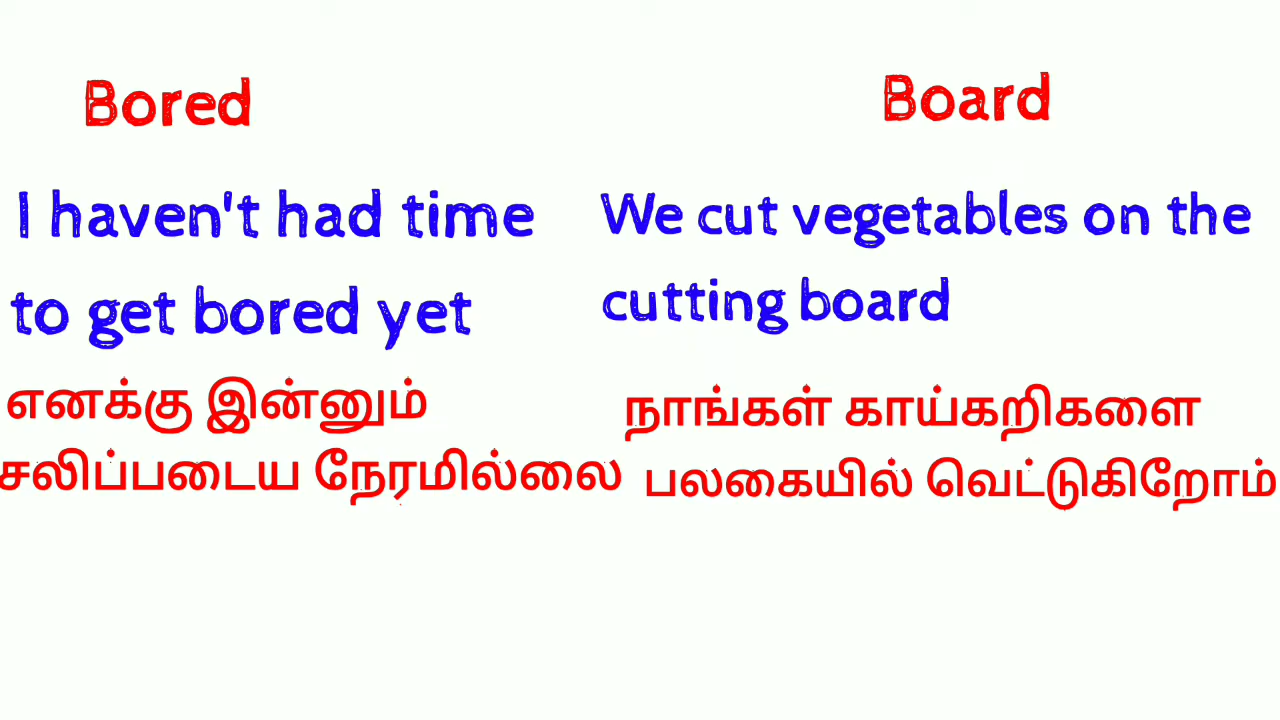 Bored
I haven't had time
to get bored yet
எனக்கு இன்னும்
சலிப்படைய நேரமில்லை
Board
We cut vegetables on the
cutting board
நாங்கள் காய்கறிகளை
பலகையில் வெட்டுகிறோம்